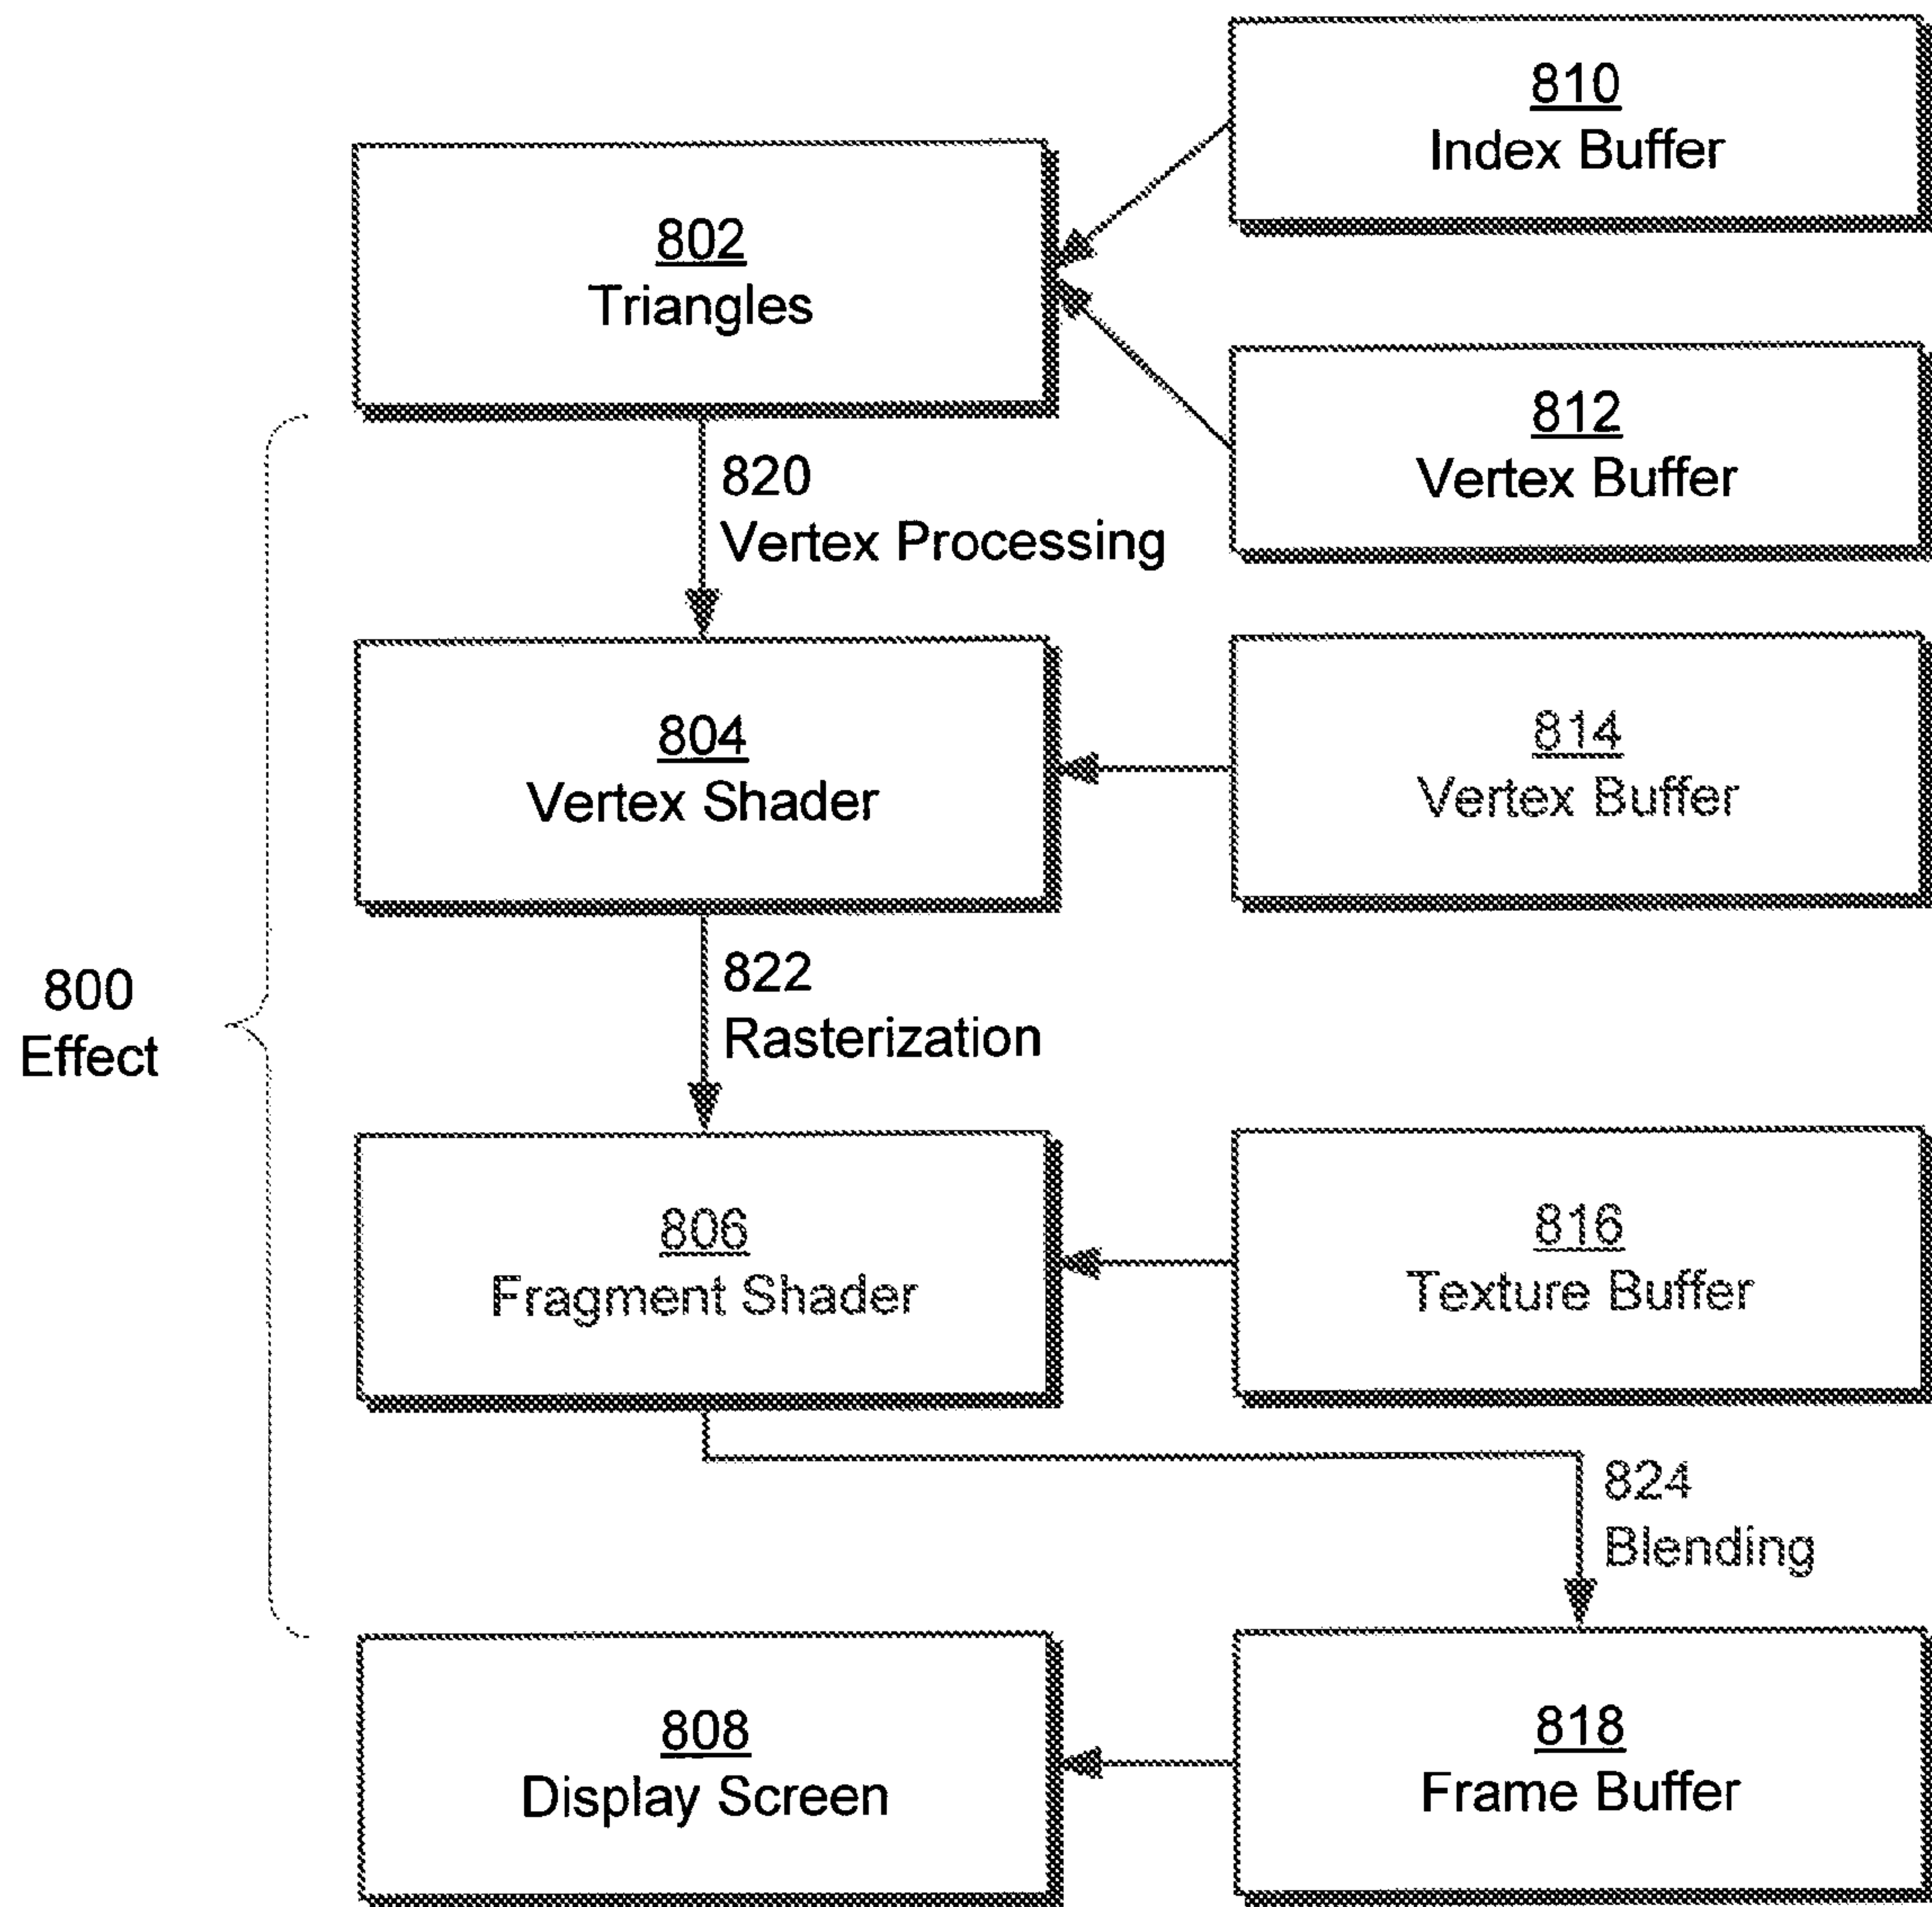 810
Index Buffer
802
Triangles
812
Vertex Buffer
820
Vertex Processing
804
Vertex Shader
814
Vertex Buffer
800
Effect
822
Rasterization
806
Fragment Shader
816
Texture Buffer
824
Blending
808
Display Screen
818
Frame Buffer